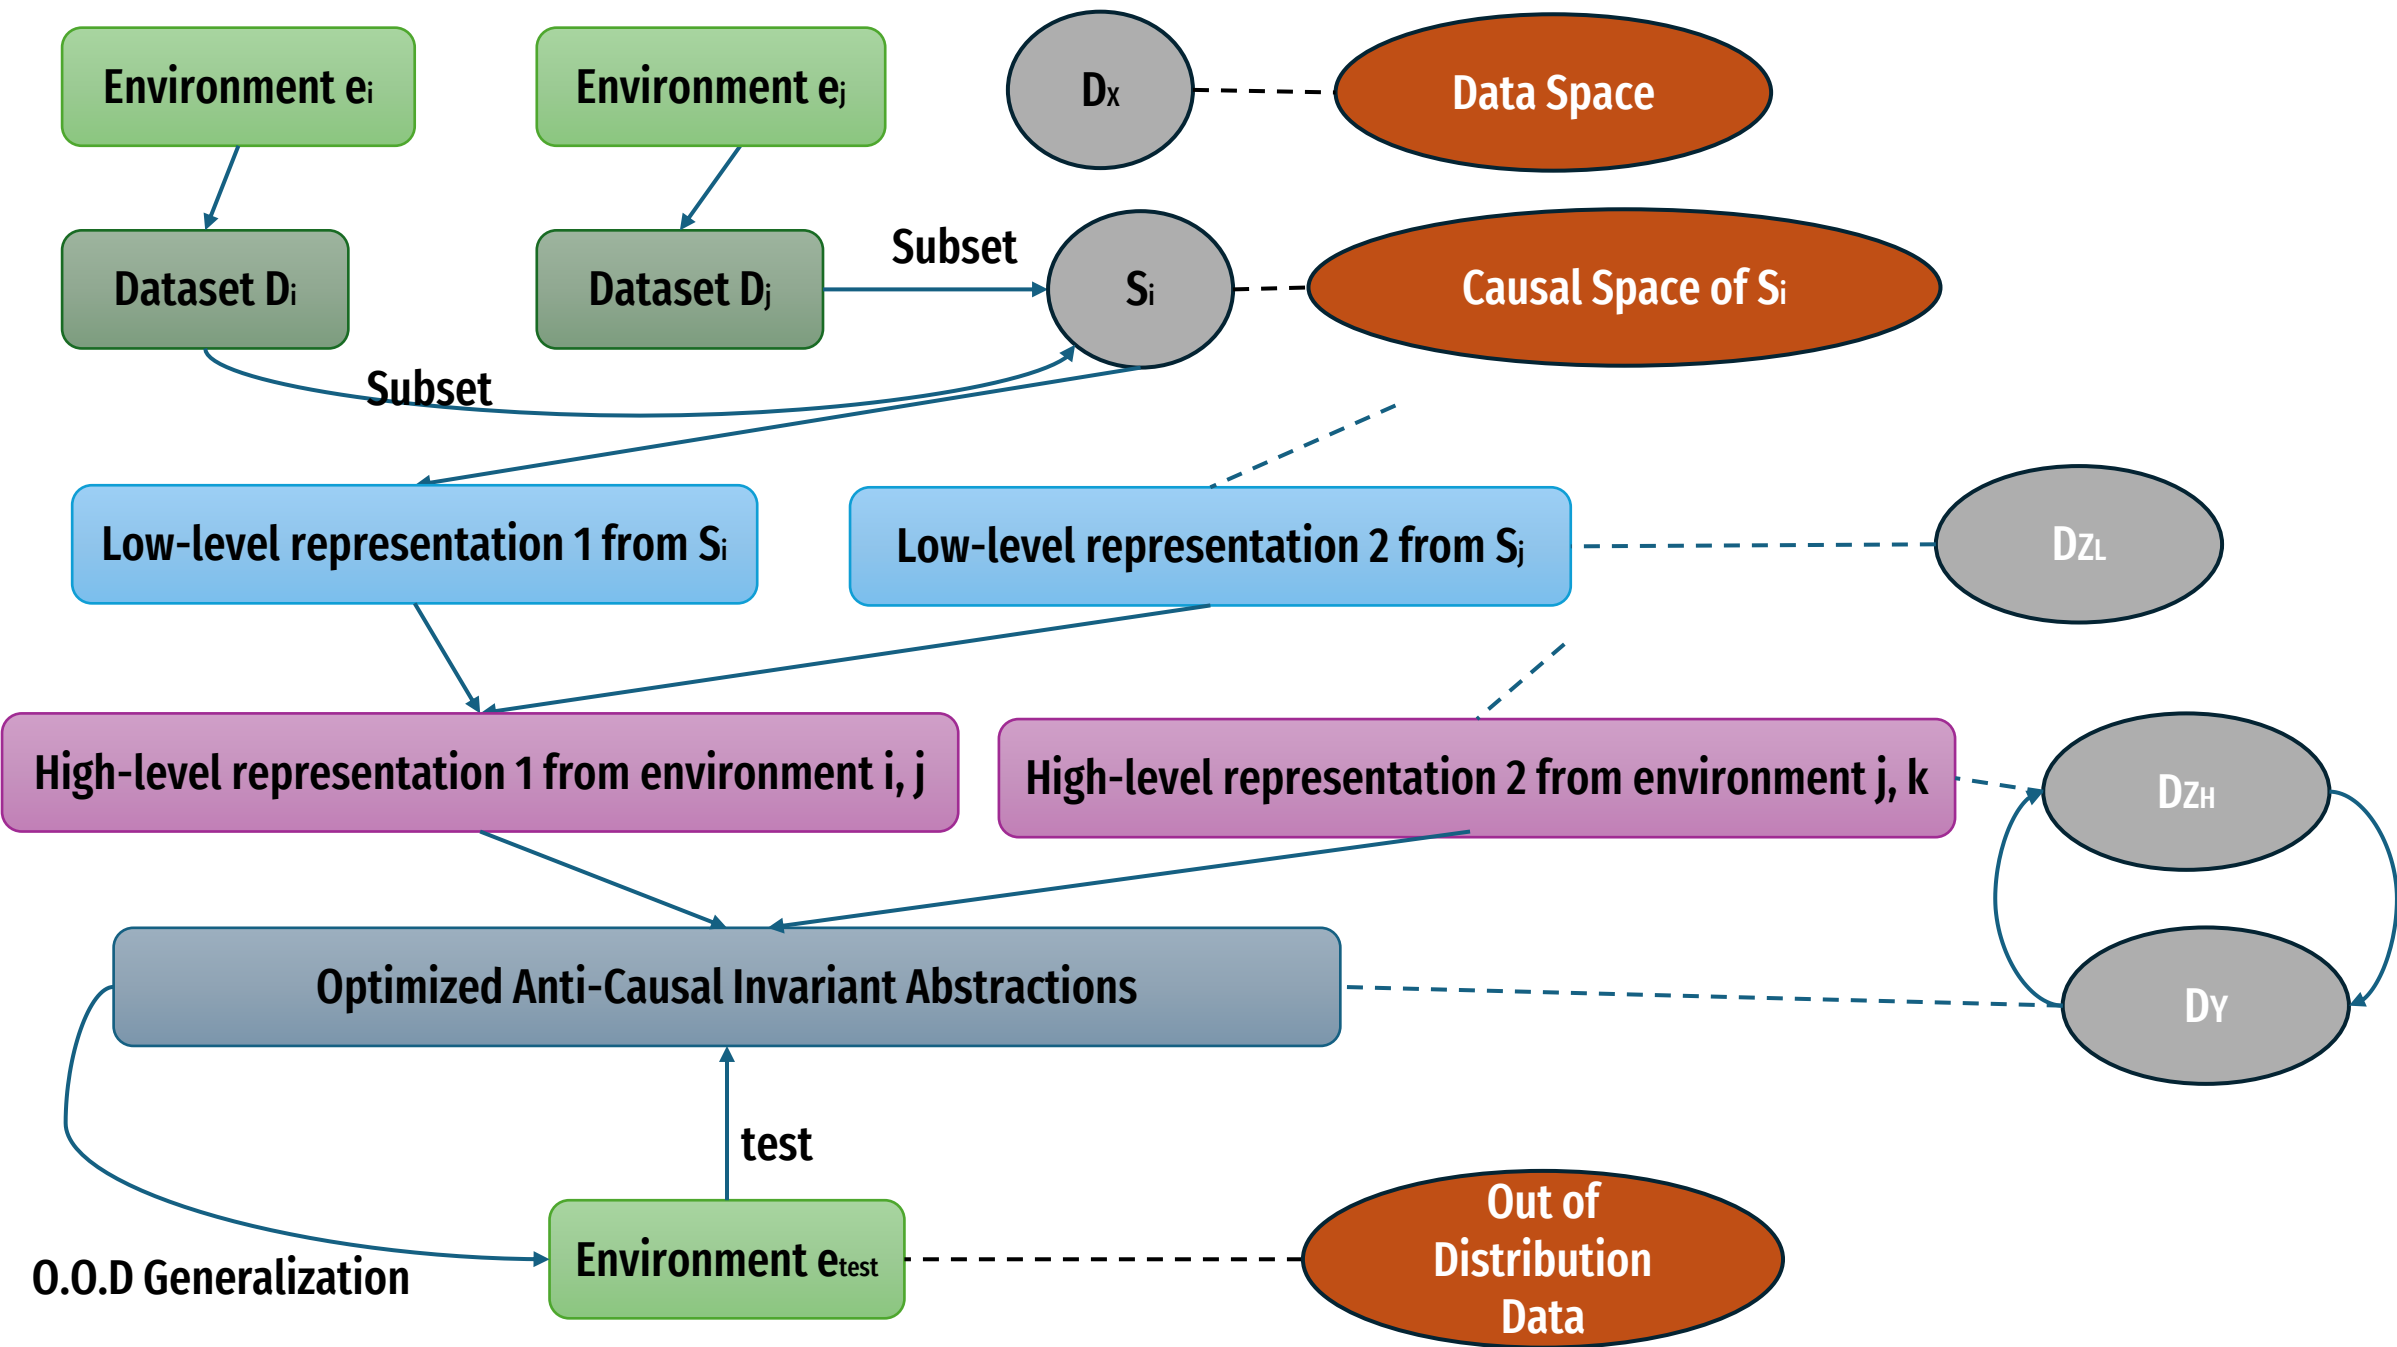 Environment ei
Environment ej
Dx
Data Space
Dataset Di
Dataset Dj
Subset
Si
Causal Space of Si
Subset
Low-level representation 1 from Si
Low-level representation 2 from Sj
DZL
High-level representation 1 from environment i, j
High-level representation 2 from environment j, k
DZH
Optimized Anti-Causal Invariant Abstractions
DY
test
O.O.D Generalization
Environment etest
Out of
Distribution
Data